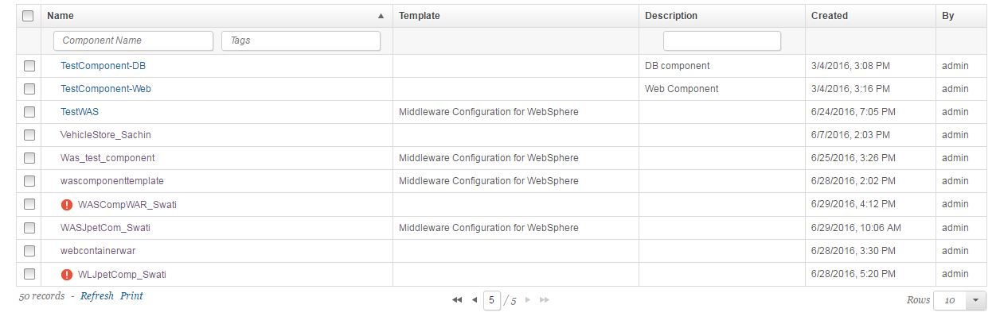 Name Template Description Created By
Component Name Tags
TestComponent-DB DB component 3/4/2016, 3:08 PM admin
TestComponent-Web Web Component 3/4/2016, 3:16 PM admin
TestWAS Middleware Configuration for WebSphere 6/24/2016, 7:05 PM admin
VehicleStore_Sachin 6/7/2016, 2:03 PM admin
Was_test_component Middleware Configuration for WebSphere 6/25/2016, 3:26 PM admin
wascomponenttemplate Middleware Configuration for WebSphere 6/28/2016, 2:02 PM admin
WASCompWAR_Swati 6/29/2016, 4:12 PM admin
WASJpetCom_Swati Middleware Configuration for WebSphere 6/29/2016, 10:06 AM admin
webcontainerwar 6/28/2016, 3:30 PM admin
WLJpetComp_Swati 6/28/2016, 5:20 PM admin
50 records - Refresh Print 5 / 5 Rows 10